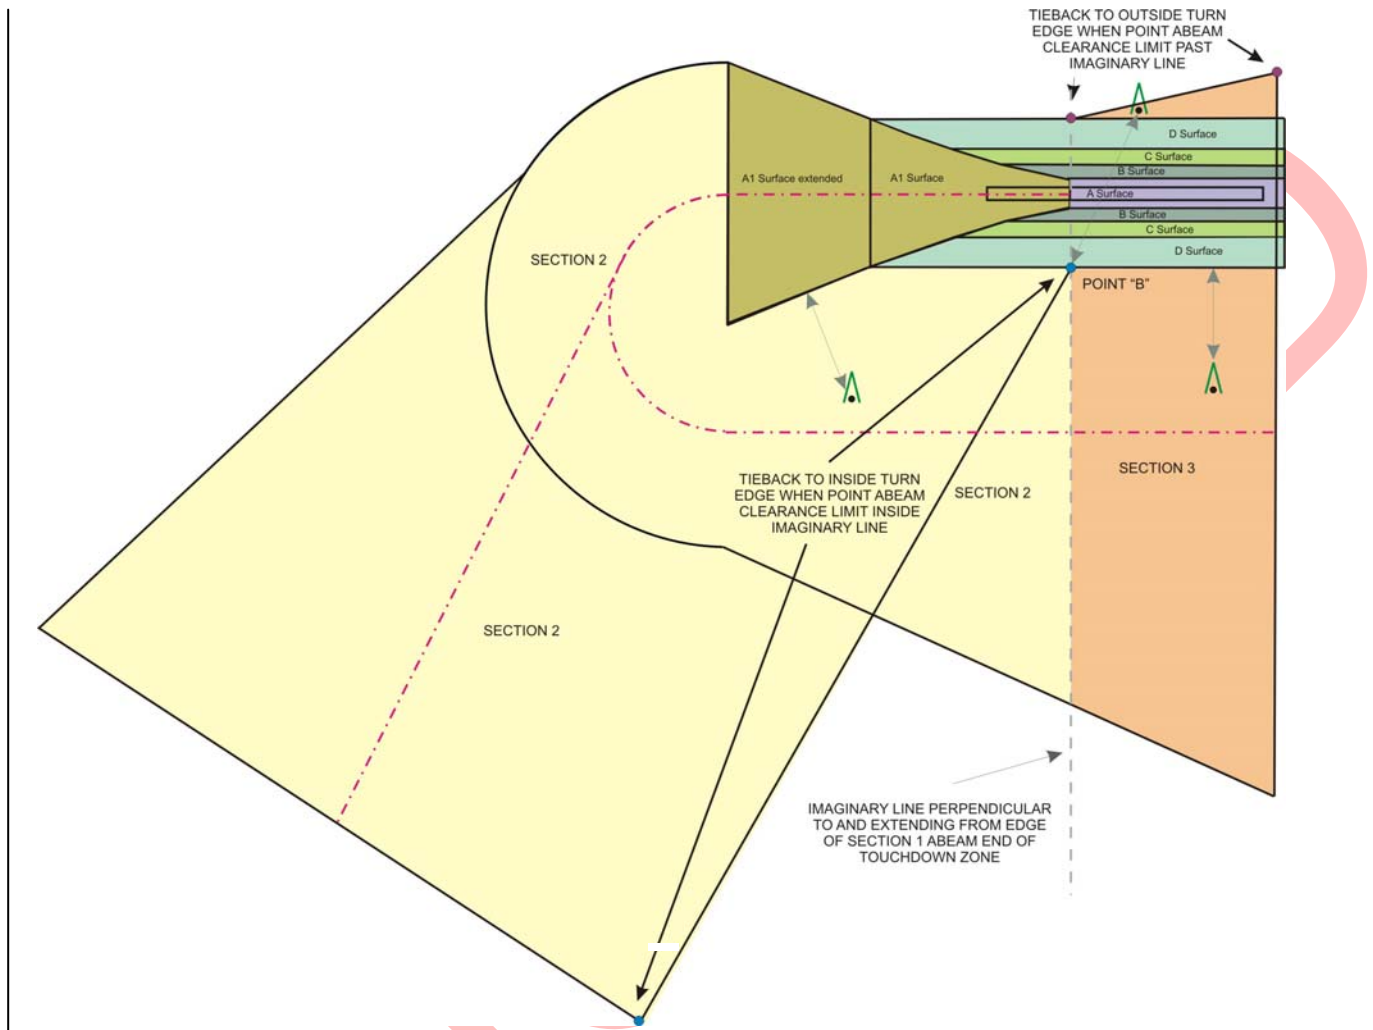 TIEBACK TO OUTSIDE TURN
EDGE WHEN POINT ABEAM
CLEARANCE LIMIT PAST
IMAGINARY LINE
D Surface
C Surface
B Surface
A1 Surface extended
A1 Surface
A Surface
B Surface
C Surface
D Surface
SECTION 2
POINT “B”
SECTION 3
TIEBACK TO INSIDE TURN
EDGE WHEN POINT ABEAM
CLEARANCE LIMIT INSIDE
IMAGINARY LINE
SECTION 2
SECTION 2
IMAGINARY LINE PERPENDICULAR
TO AND EXTENDING FROM EDGE
OF SECTION 1 ABEAM END OF
TOUCHDOWN ZONE